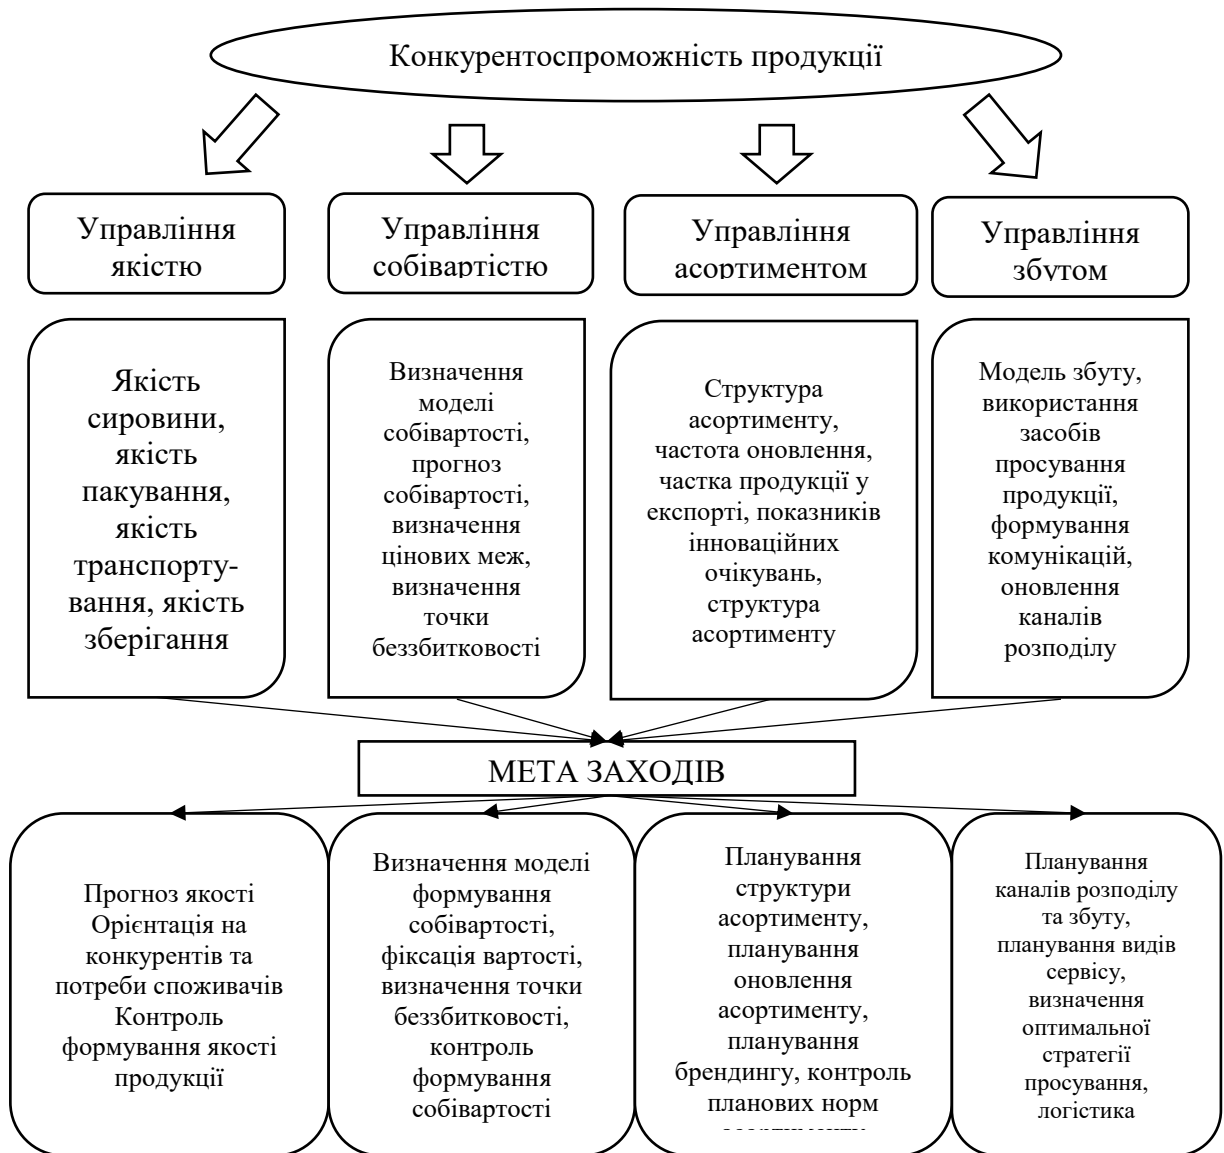 Конкурентоспроможність продукції
Управління
якістю
Управління
собівартістю
Управління
асортиментом
Управління
збутом
Якість
сировини,
якість
пакування,
якість
транспорту-
вання, якість
зберігання
Визначення
моделі
собівартості,
прогноз
собівартості,
визначення
цінових меж,
визначення
точки
беззбитковості
Структура
асортименту,
частота оновлення,
частка продукції у
експорті, показників
інноваційних
очікувань,
структура
асортименту
Модель збуту,
використання
засобів
просування
продукції,
формування
комунікацій,
оновлення
каналів
розподілу
МЕТА ЗАХОДІВ
Прогноз якості
Орієнтація на
конкурентів та
потреби споживачів
Контроль
формування якості
продукції
Визначення моделі
формування
собівартості,
фіксація вартості,
визначення точки
беззбитковості,
контроль
формування
собівартості
Планування
структури
асортименту,
планування
оновлення
асортименту,
планування
брендингу, контроль
планових норм
Планування
каналів розподілу
та збуту,
планування видів
сервісу,
визначення
оптимальної
стратегії
просування,
логістика